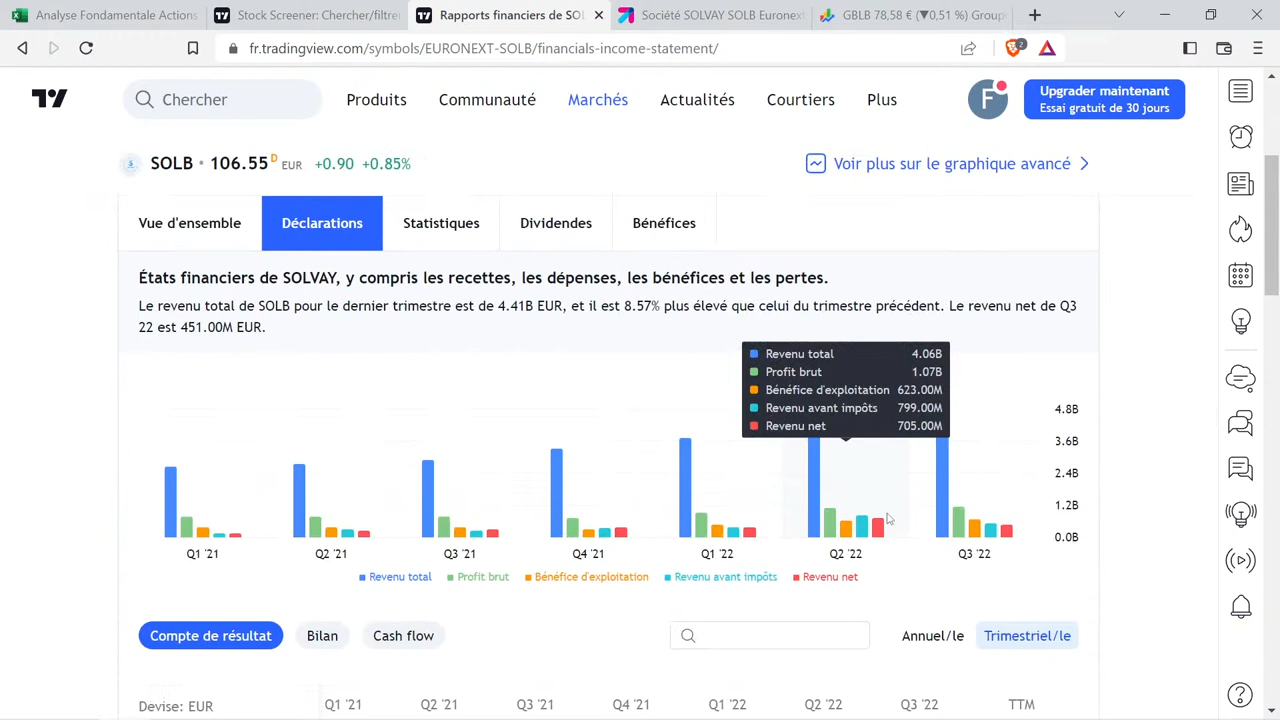 Analyse Fondamentale Actions
Stock Screener: Chercher/filtrer
Rapports financiers de SOL
Société SOLVAY SOLB Euronext
GBLB 78,58 € (▼0,51 %) Group
fr.tradingview.com/symbols/EURONEXT-SOLB/financials-income-statement/
2
Chercher
Produits
Communauté
Marchés
Actualités
Courtiers
Plus
F
Upgrader maintenant
Essai gratuit de 30 jours
SOLB • 106.55 D EUR +0.90 +0.85%
Voir plus sur le graphique avancé
Vue d'ensemble
Déclarations
Statistiques
Dividendes
Bénéfices
États financiers de SOLVAY, y compris les recettes, les dépenses, les bénéfices et les pertes.
Le revenu total de SOLB pour le dernier trimestre est de 4.41B EUR, et il est 8.57% plus élevé que celui du trimestre précédent. Le revenu net de Q3
22 est 451.00M EUR.
Revenu total 4.06B
Profit brut 1.07B
Bénéfice d'exploitation 623.00M
Revenu avant impôts 799.00M
Revenu net 705.00M
4.8B
3.6B
2.4B
1.2B
0.0B
Q1 '21
Q2 '21
Q3 '21
Q4 '21
Q1 '22
Q2 '22
Q3 '22
Revenu total
Profit brut
Bénéfice d'exploitation
Revenu avant impôts
Revenu net
Compte de résultat
Bilan
Cash flow
Annuel/le
Trimestriel/le
Devise: EUR
Q1 '21
Q2 '21
Q3 '21
Q4 '21
Q1 '22
Q2 '22
Q3 '22
TTM